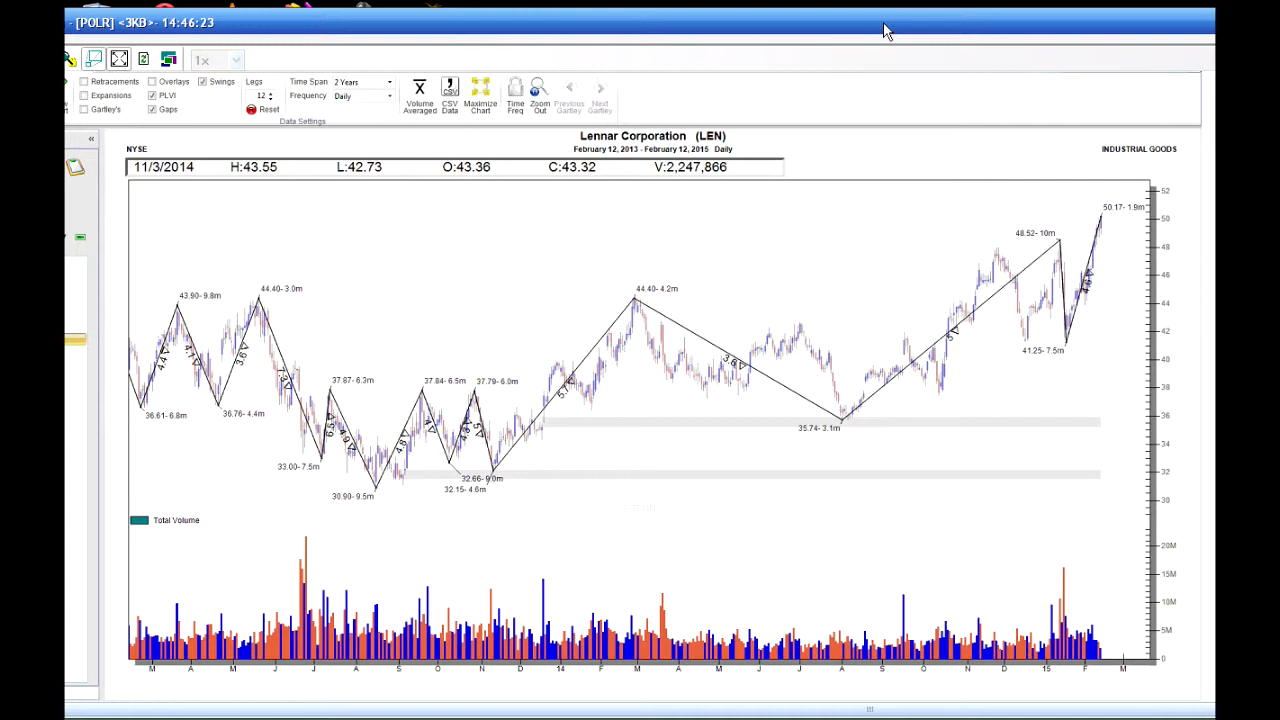 - [POLR] <3KB>- 14:46:23
1x
Retracements Overlays Swings Legs Time Span 2 Years
Expansions PLVI 12 Frequency Daily
Gartley's Gaps Reset
Volume Averaged
CSV Data
Maximize Chart
Time Freq
Zoom Out
Previous Gartley
Next Gartley
Data Settings
Lennar Corporation (LEN)
NYSE February 12, 2013 - February 12, 2015 Daily INDUSTRIAL GOODS
11/3/2014 H:43.55 L:42.73 O:43.36 C:43.32 V:2,247,866
50.17- 1.9m
48.52- 10m
43.90- 9.8m
44.40- 3.0m
44.40- 4.2m
41.25- 7.5m
37.87- 6.3m
37.84- 6.5m
37.79- 6.0m
36.61- 6.8m
36.76- 4.4m
35.74- 3.1m
33.00- 7.5m
32.66- 9.0m
32.15- 4.6m
30.90- 9.5m
52
50
48
46
44
42
40
38
36
34
32
30
Total Volume
20M
15M
10M
5M
0
M A M J J A S O N D 14 F M A M J J A S O N D 15 F M